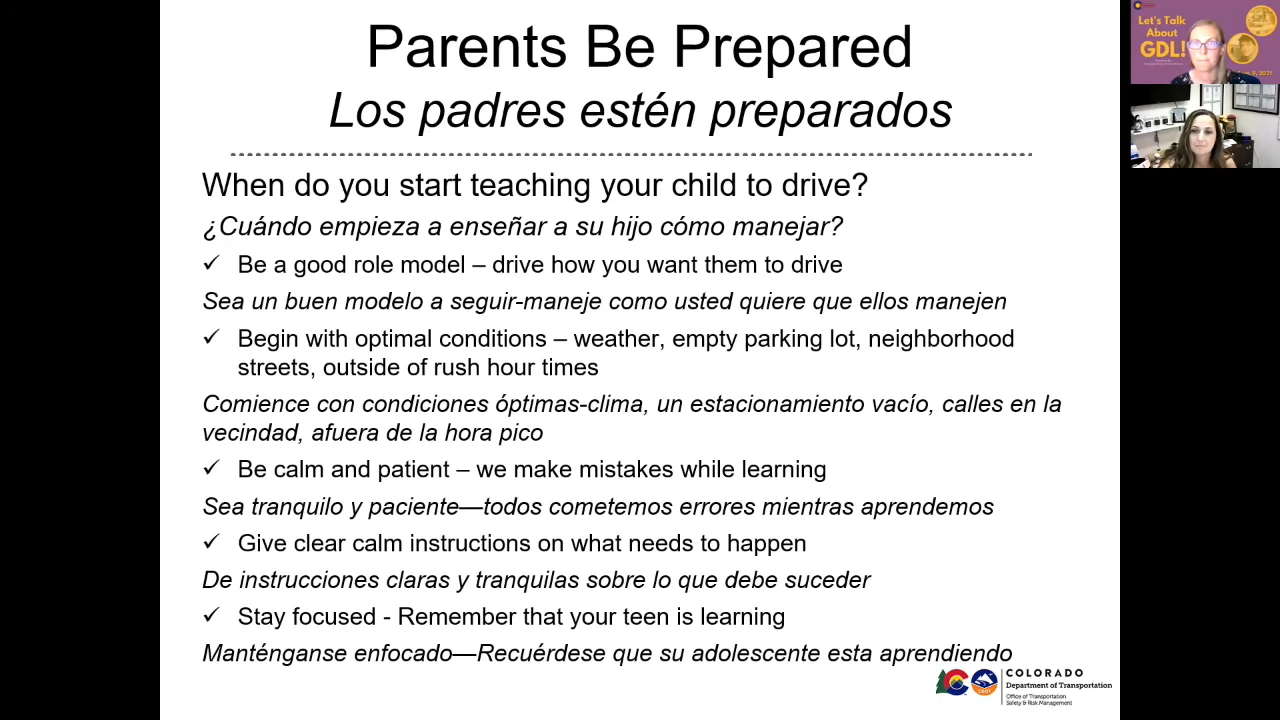 Parents Be Prepared
Los padres estén preparados
When do you start teaching your child to drive?
¿Cuándo empieza a enseñar a su hijo cómo manejar?
✓ Be a good role model – drive how you want them to drive
Sea un buen modelo a seguir-maneje como usted quiere que ellos manejen
✓ Begin with optimal conditions – weather, empty parking lot, neighborhood
streets, outside of rush hour times
Comience con condiciones óptimas-clima, un estacionamiento vacío, calles en la
vecindad, afuera de la hora pico
✓ Be calm and patient – we make mistakes while learning
Sea tranquilo y paciente—todos cometemos errores mientras aprendemos
✓ Give clear calm instructions on what needs to happen
De instrucciones claras y tranquilas sobre lo que debe suceder
✓ Stay focused - Remember that your teen is learning
Manténganse enfocado—Recuérdese que su adolescente esta aprendiendo
COLORADO
Department of Transportation
Office of Transportation
Safety & Risk Management
Let's Talk
About
GDL!
2021